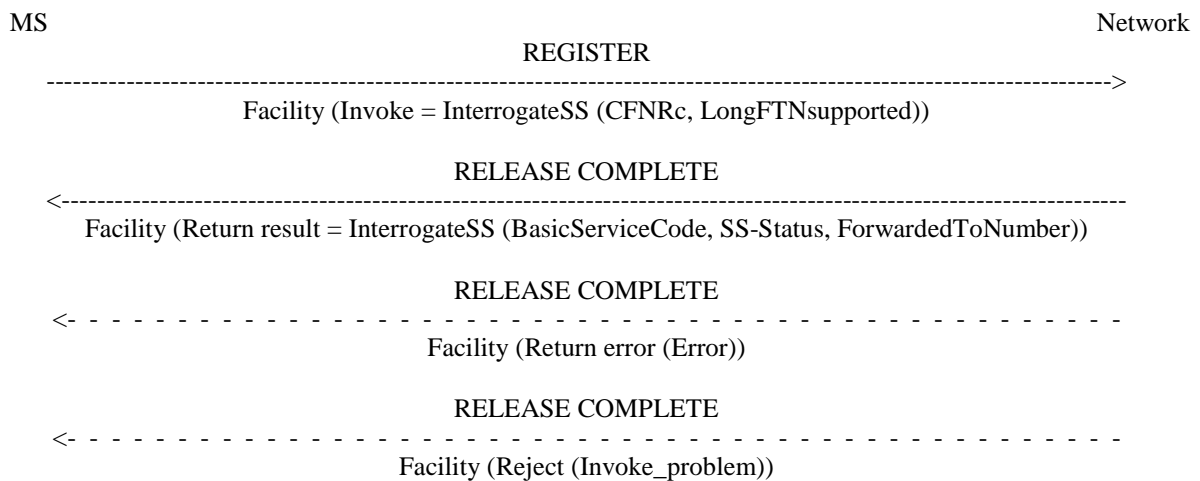 MS Network
REGISTER
Facility (Invoke = InterrogateSS (CFNRc, LongFTNsupported))
RELEASE COMPLETE
Facility (Return result = InterrogateSS (BasicServiceCode, SS-Status, ForwardedToNumber))
RELEASE COMPLETE
Facility (Return error (Error))
RELEASE COMPLETE
Facility (Reject (Invoke_problem))